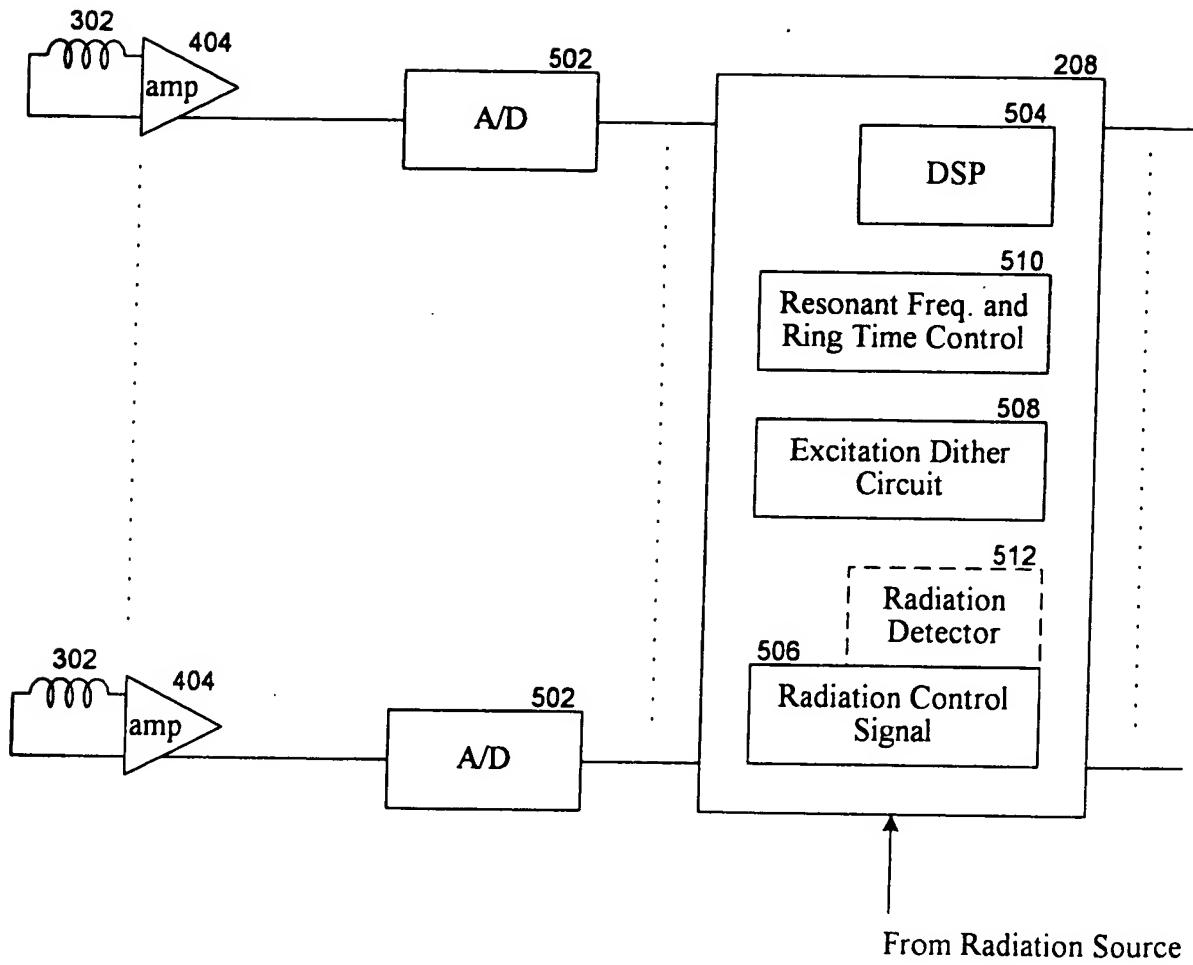 302
404
amp
502
A/D
208
504
DSP
510
Resonant Freq. and
Ring Time Control
508
Excitation Dither
Circuit
512
Radiation
Detector
506
Radiation Control
Signal
302
404
amp
502
A/D
From Radiation Source